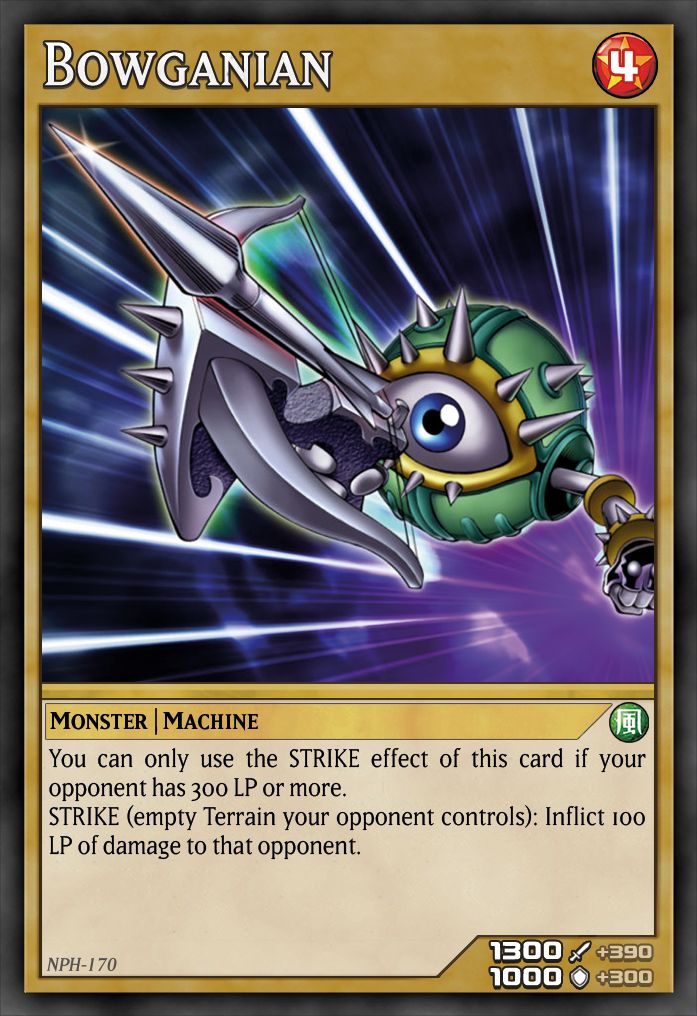 BOWGANIAN
4
MONSTER | MACHINE
風
You can only use the STRIKE effect of this card if your
opponent has 300 LP or more.
STRIKE (empty Terrain your opponent controls): Inflict 100
LP of damage to that opponent.
NPH-170
1300 +390
1000 +300